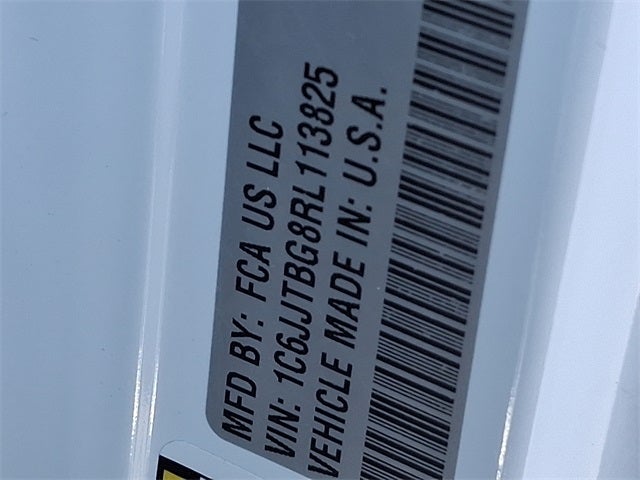 MFD BY: FCA US LLC
VIN: 1C6JJTBG8RL113825
VEHICLE MADE IN: U.S.A.